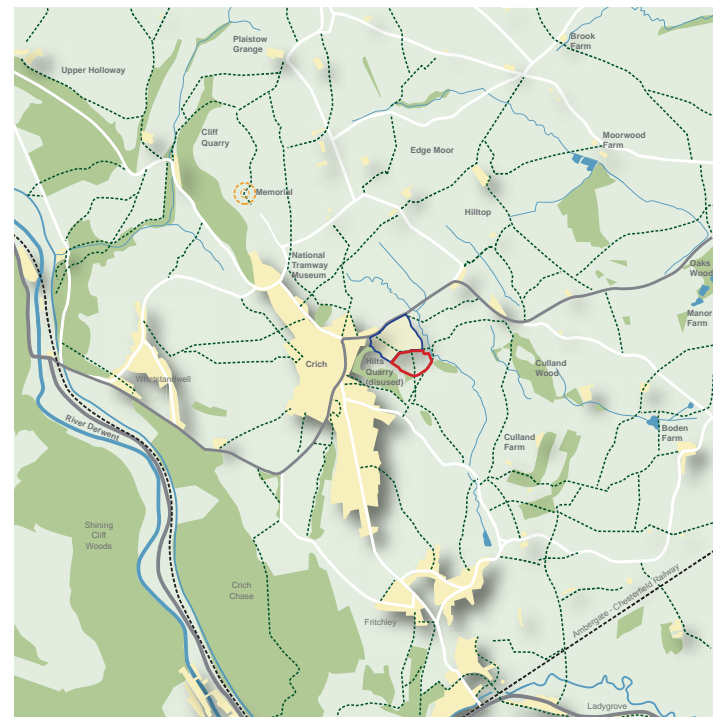 Plaistow
Grange
Brook
Farm
Upper Holloway
Cliff
Quarry
Moorwood
Farm
Edge Moor
Memorial
Hilltop
National
Tramway
Museum
Oaks
Wood
Manor
Farm
Crich
Hilts
Quarry
(disused)
Culland
Wood
Whatstandwell
River Derwent
Culland
Farm
Boden
Farm
Shining
Cliff
Woods
Crich
Chase
Ambergate - Chesterfield Railway
Fritchley
Ladygrove